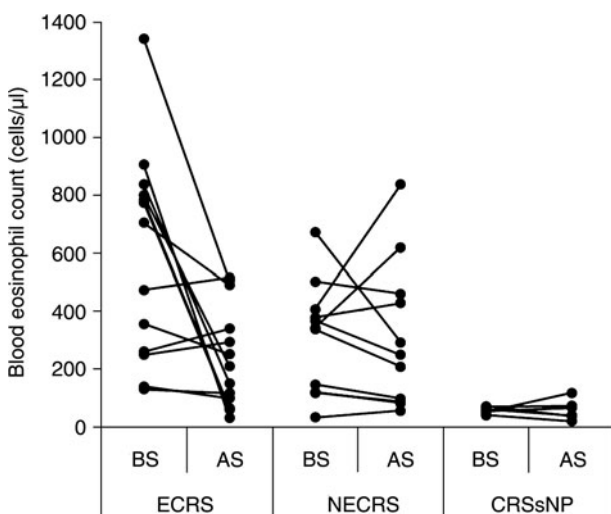 Blood eosinophil count (cells/µl)
1400
1200
1000
800
600
400
200
0
BS AS BS AS BS AS
ECRS NECRS CRSsNP